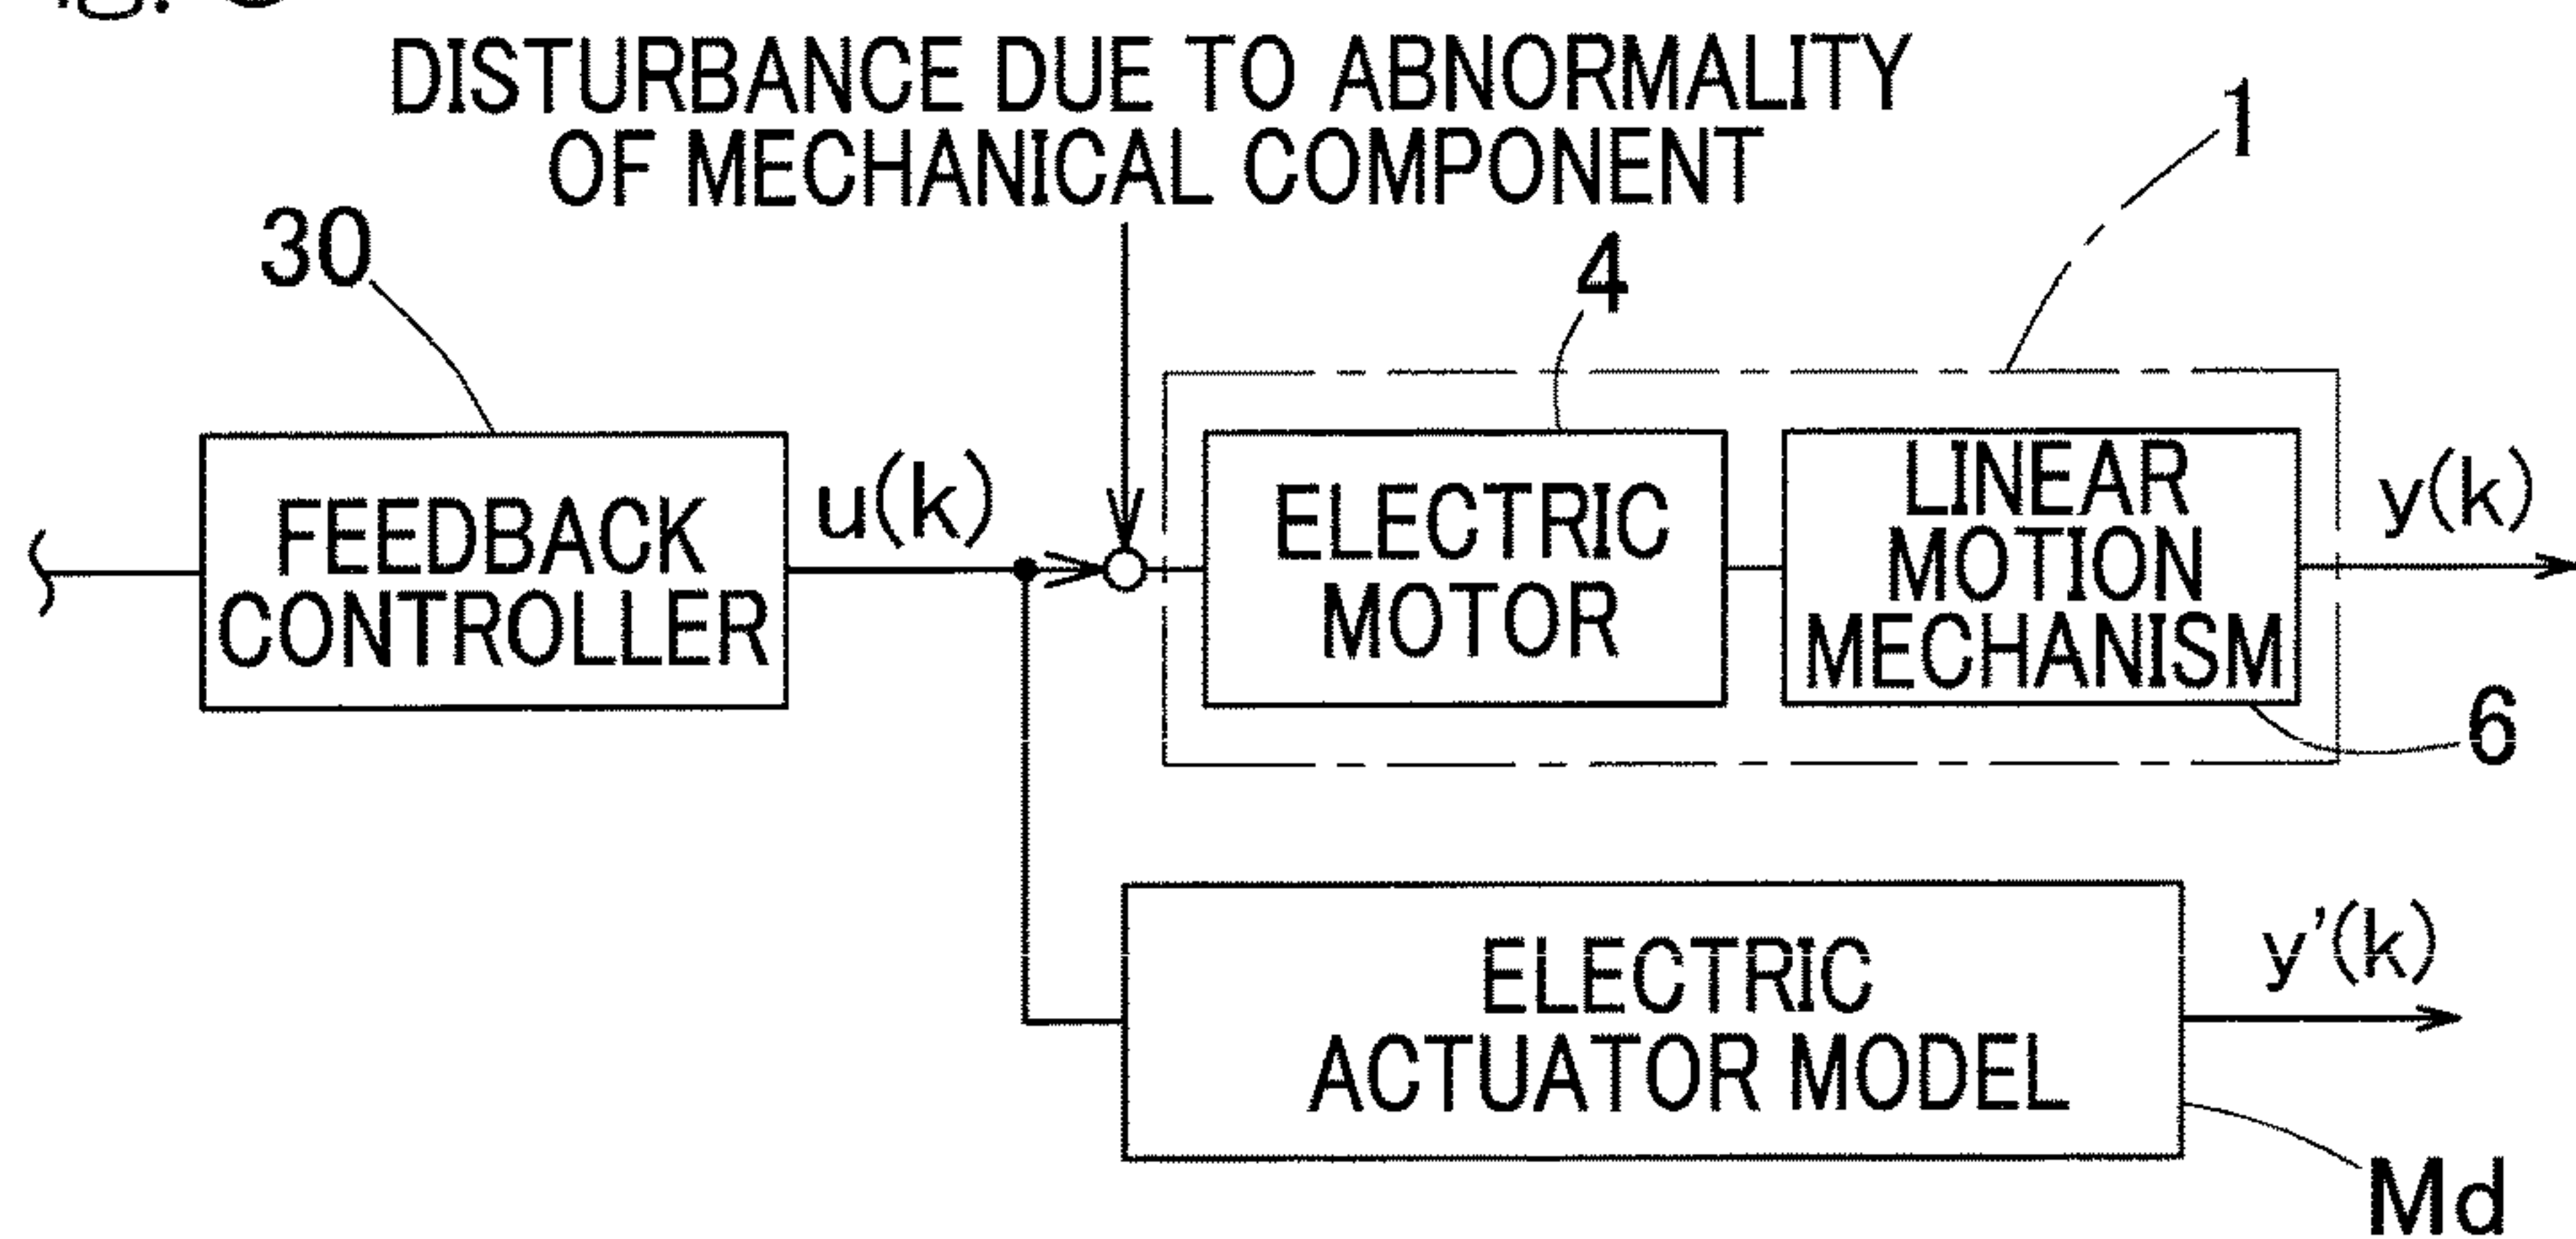 DISTURBANCE DUE TO ABNORMALITY
OF MECHANICAL COMPONENT
1
30
4
FEEDBACK
CONTROLLER
u(k)
ELECTRIC
MOTOR
LINEAR
MOTION
MECHANISM
y(k)
6
ELECTRIC
ACTUATOR MODEL
y'(k)
Md